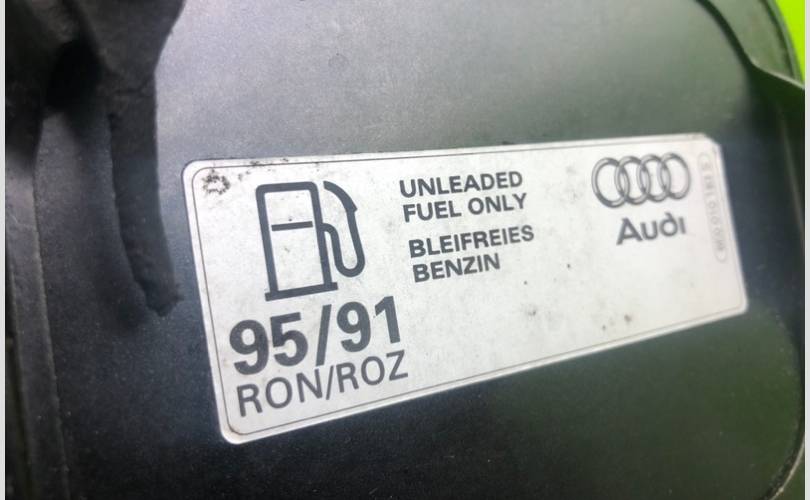 UNLEADED
FUEL ONLY
BLEIFREIES
BENZIN
Audi
95/91
RON/ROZ